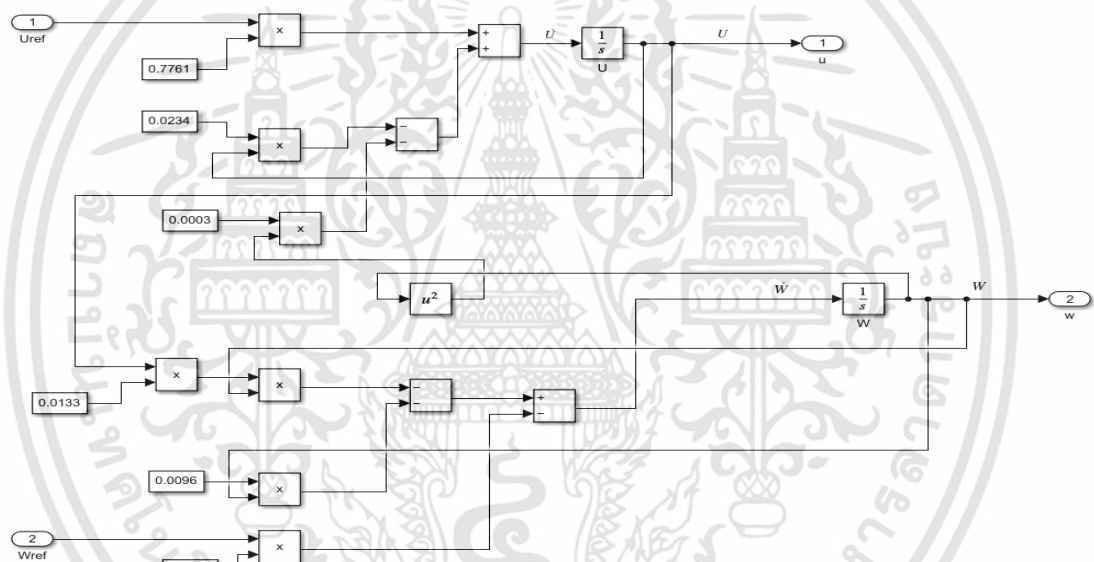 1
Uref
×
0.7761
+
+
U̇
1/s
U
U
1
u
0.0234
×
−
−
0.0003
×
u²
Ẇ
1/s
W
W
2
w
×
0.0133
×
−
−
+
−
0.0096
×
2
Wref
×